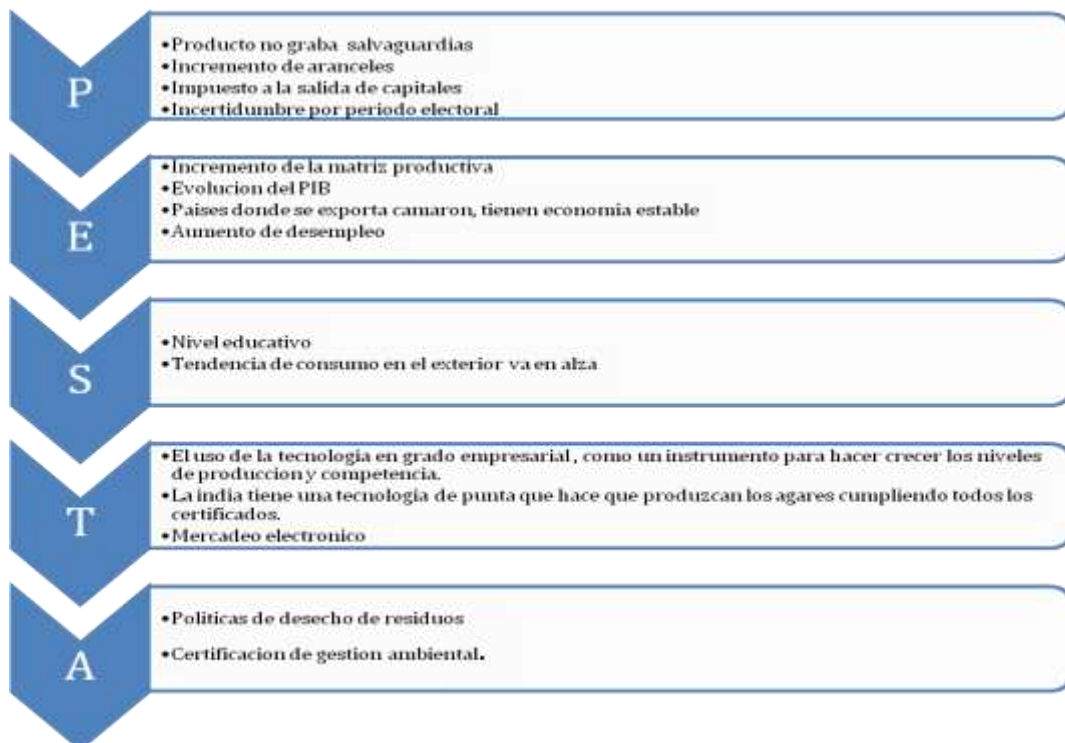 P
•Producto no graba salvaguardias
•Incremento de aranceles
•Impuesto a la salida de capitales
•Incertidumbre por periodo electoral
E
•Incremento de la matriz productiva
•Evolucion del PIB
•Paises donde se exporta camaron, tienen economia estable
•Aumento de desempleo
S
•Nivel educativo
•Tendencia de consumo en el exterior va en alza
T
•El uso de la tecnologia en grado empresarial, como un instrumento para hacer crecer los niveles
de produccion y competencia.
•La india tiene una tecnologia de punta que hace que produzcan los agares cumpliendo todos los
certificados.
•Mercadeo electronico
A
•Politicas de desecho de residuos
•Certificacion de gestion ambiental.